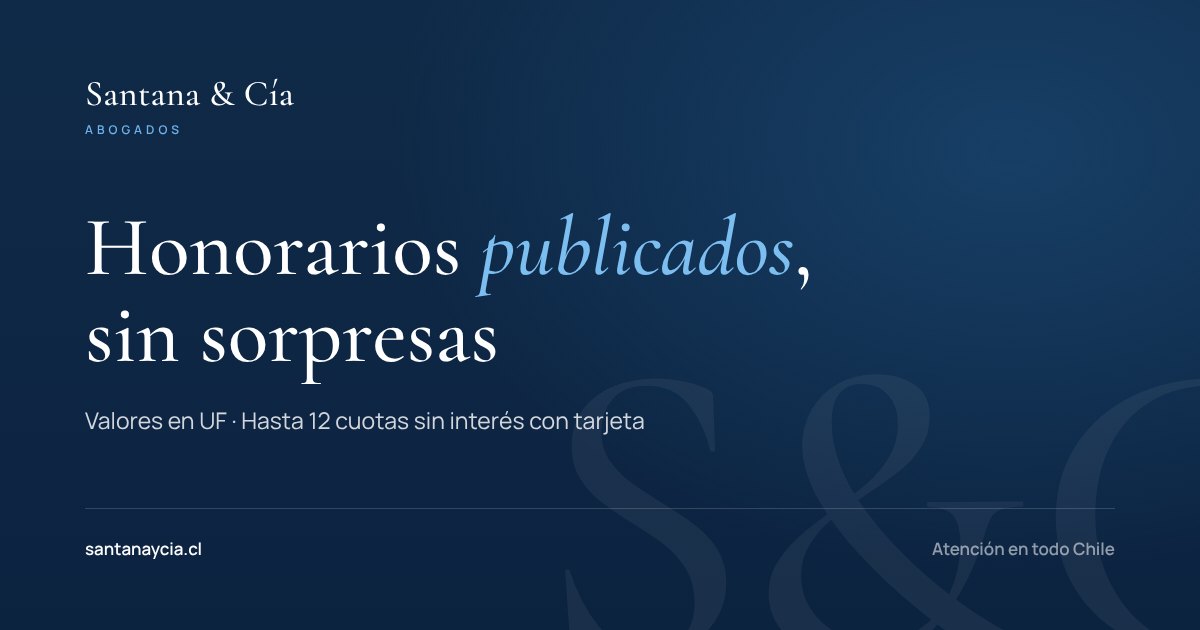 Santana & Cía
ABOGADOS
Honorarios publicados,
sin sorpresas
Valores en UF · Hasta 12 cuotas sin interés con tarjeta
santanaycia.cl
Atención en todo Chile
S&C